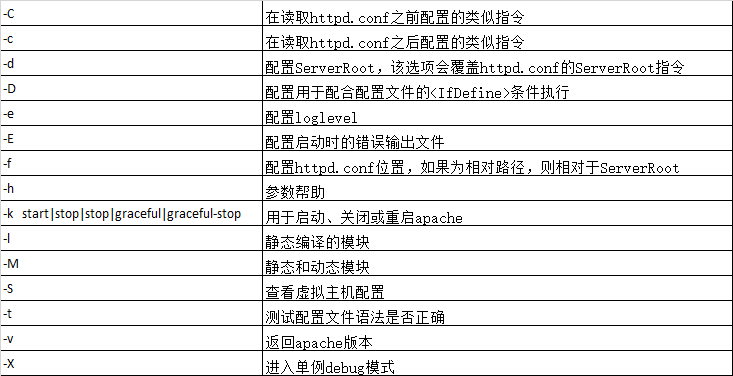 -C 在读取httpd.conf之前配置的类似指令
-c 在读取httpd.conf之后配置的类似指令
-d 配置ServerRoot，该选项会覆盖httpd.conf的ServerRoot指令
-D 配置用于配合配置文件的<IfDefine>条件执行
-e 配置loglevel
-E 配置启动时的错误输出文件
-f 配置httpd.conf位置，如果为相对路径，则相对于ServerRoot
-h 参数帮助
-k start|stop|stop|graceful|graceful-stop 用于启动、关闭或重启apache
-l 静态编译的模块
-M 静态和动态模块
-S 查看虚拟主机配置
-t 测试配置文件语法是否正确
-v 返回apache版本
-X 进入单例debug模式